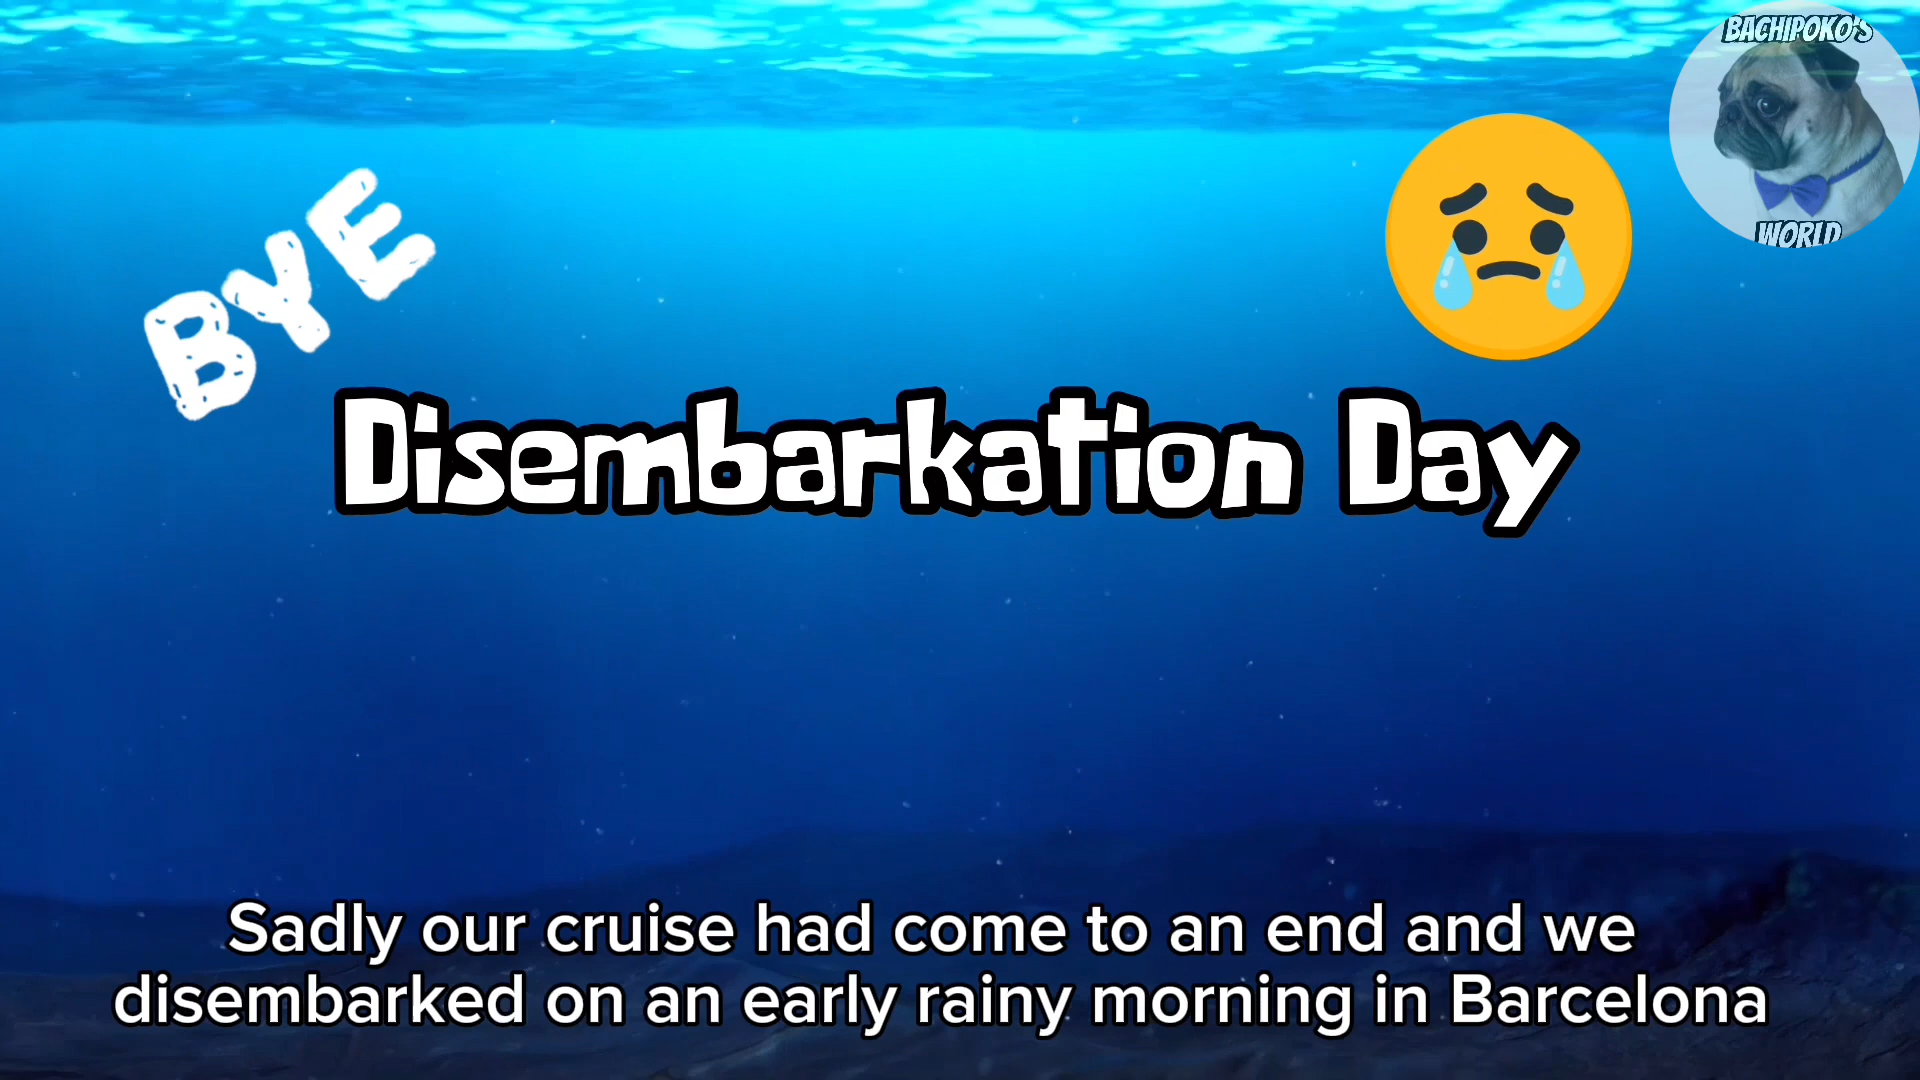 BACHIPOKO'S
WORLD
BYE
Disembarkation Day
Sadly our cruise had come to an end and we
disembarked on an early rainy morning in Barcelona